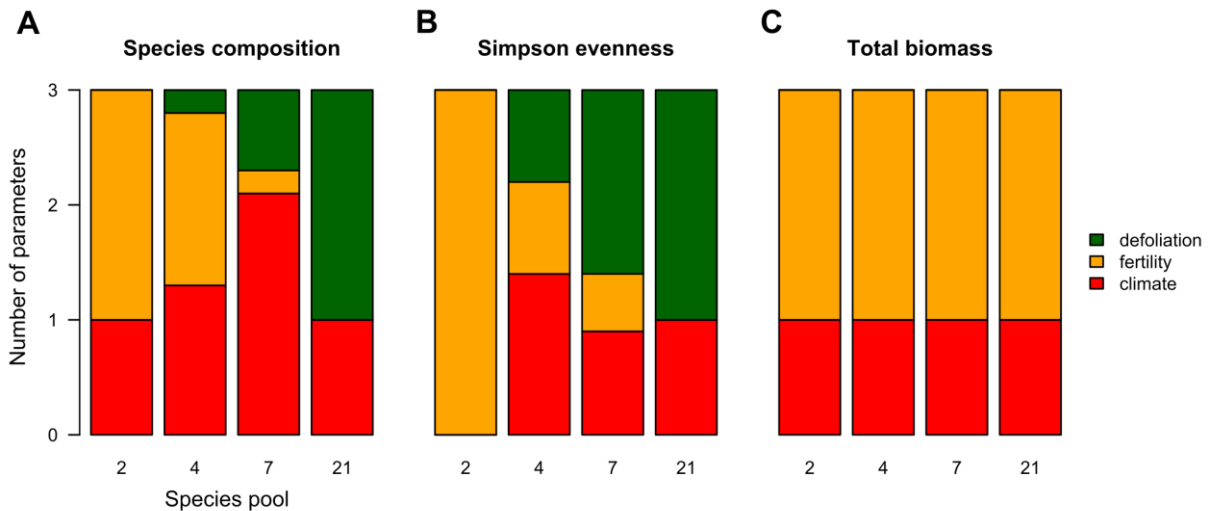 A
Species composition
B
Simpson evenness
C
Total biomass
Number of parameters
3
2
1
0
2 4 7 21
2 4 7 21
2 4 7 21
Species pool
defoliation
fertility
climate